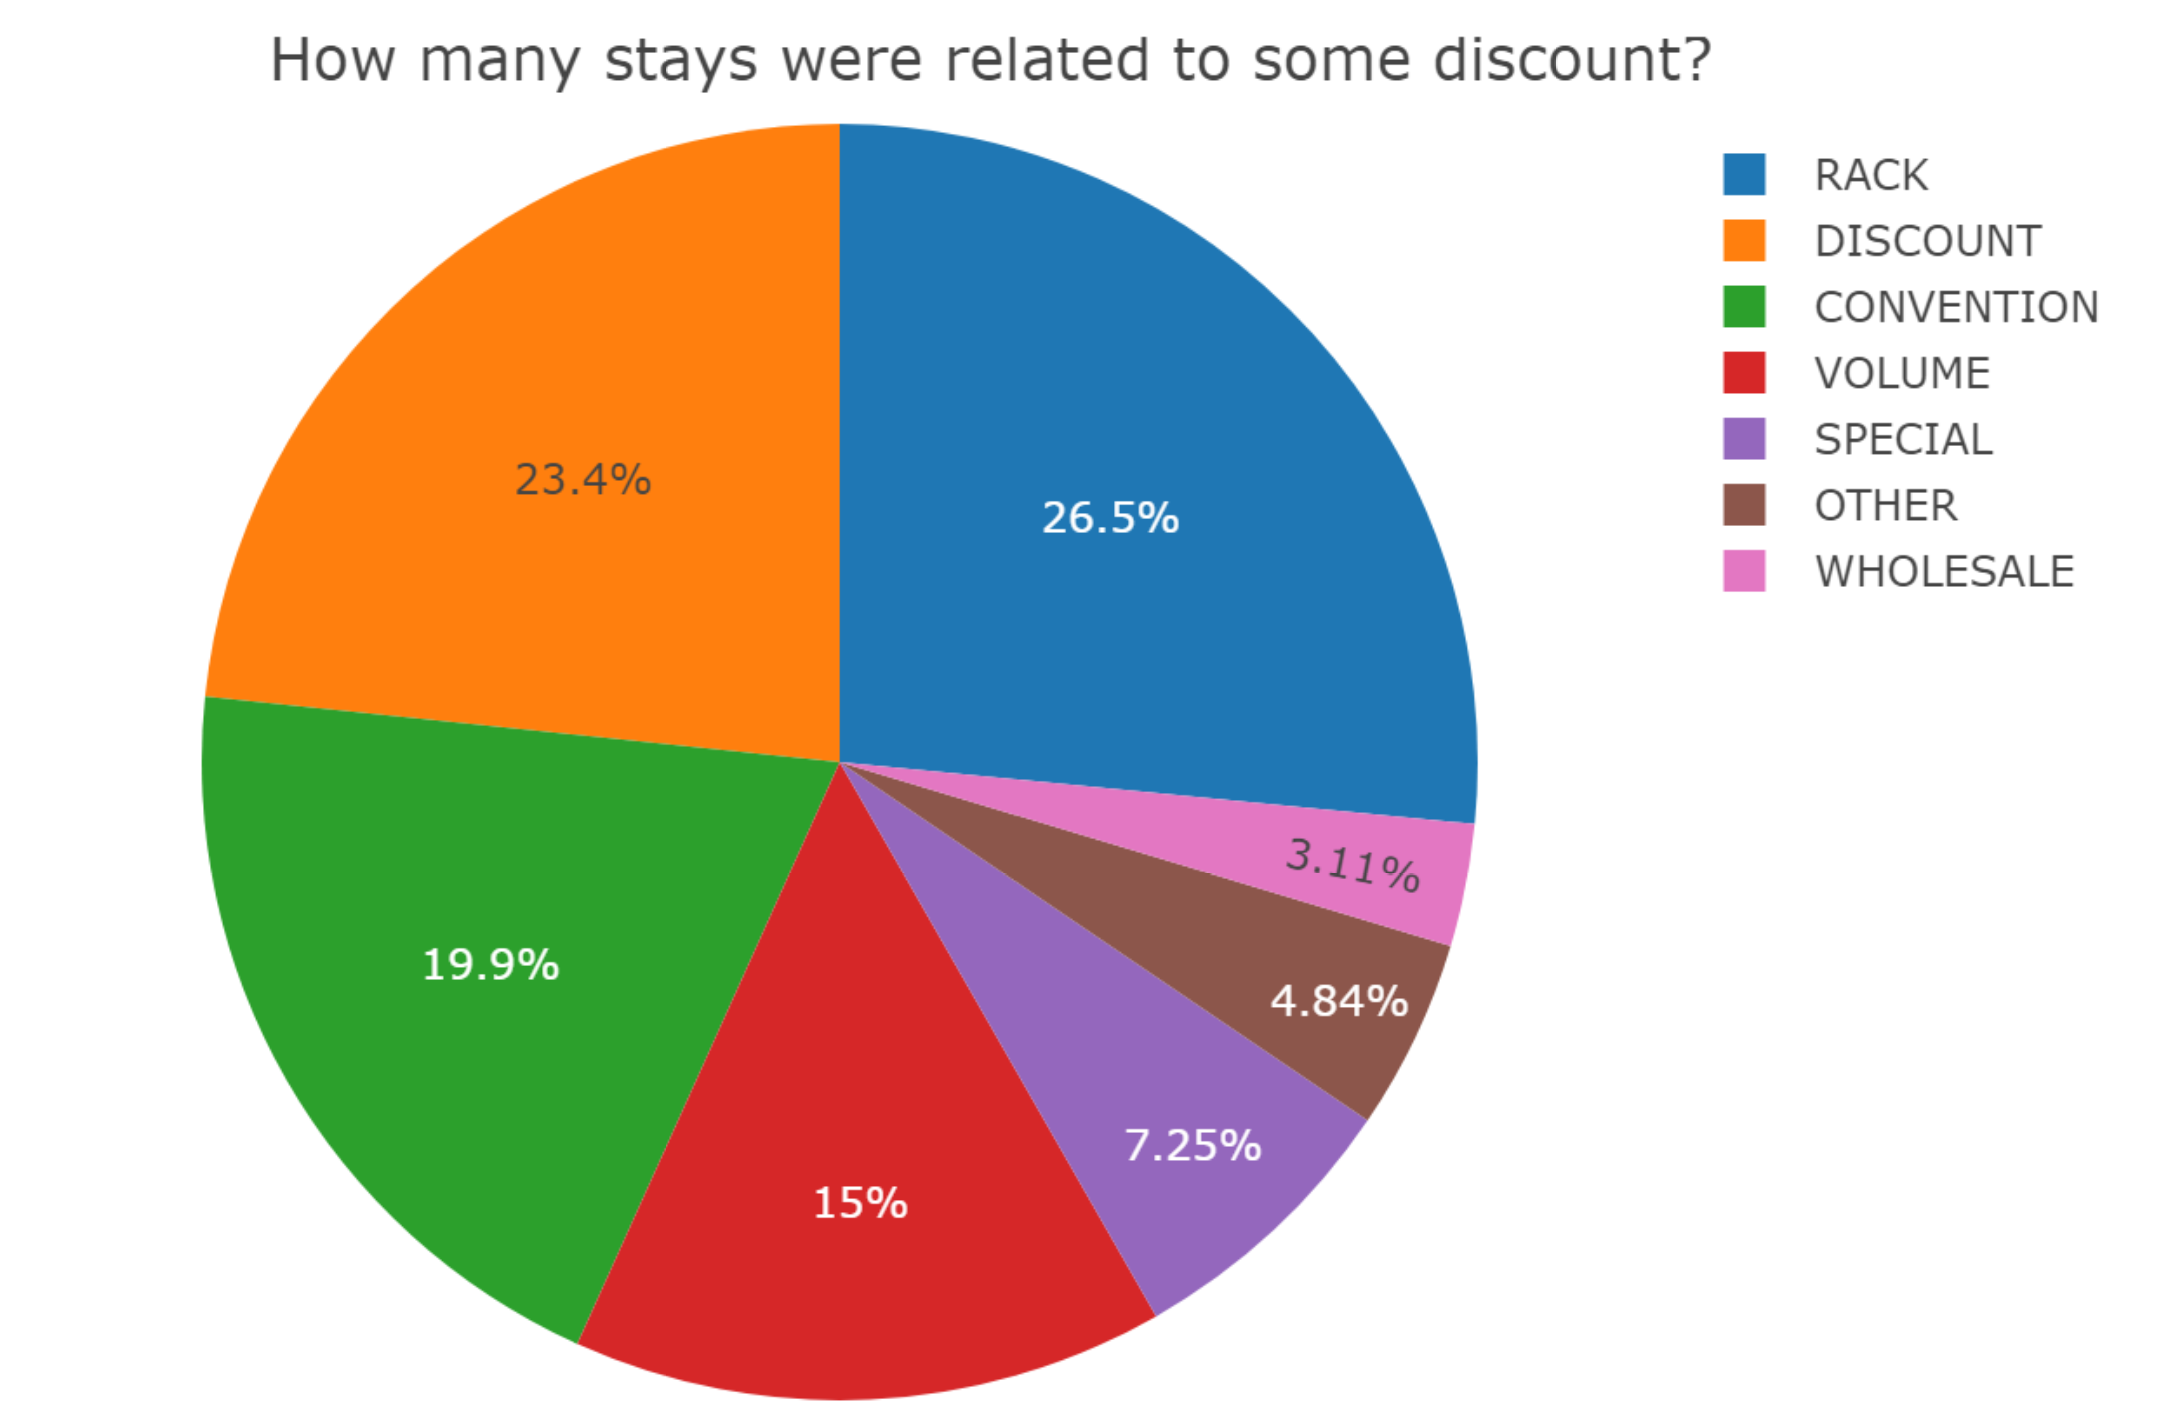 How many stays were related to some discount?
RACK
DISCOUNT
CONVENTION
VOLUME
SPECIAL
OTHER
WHOLESALE
23.4%
26.5%
3.11%
19.9%
4.84%
7.25%
15%